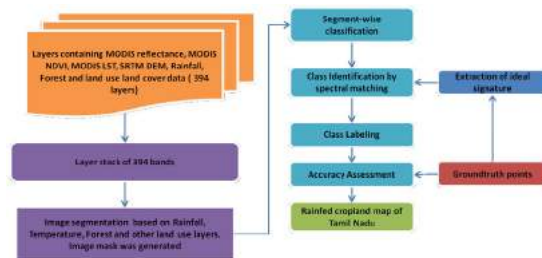 Layers containing MODIS reflectance, MODIS
NDVI, MODIS LST, SRTM DEM, Rainfall,
Forest and land use land cover data ( 394
layers)
Layer stack of 394 bands
Image segmentation based on Rainfall,
Temperature, Forest and other land use layers.
Image mask was generated
Segment-wise
classification
Class Identification by
spectral matching
Extraction of ideal
signature
Class Labeling
Accuracy Assessment
Groundtruth points
Rainfed cropland map of
Tamil Nadu